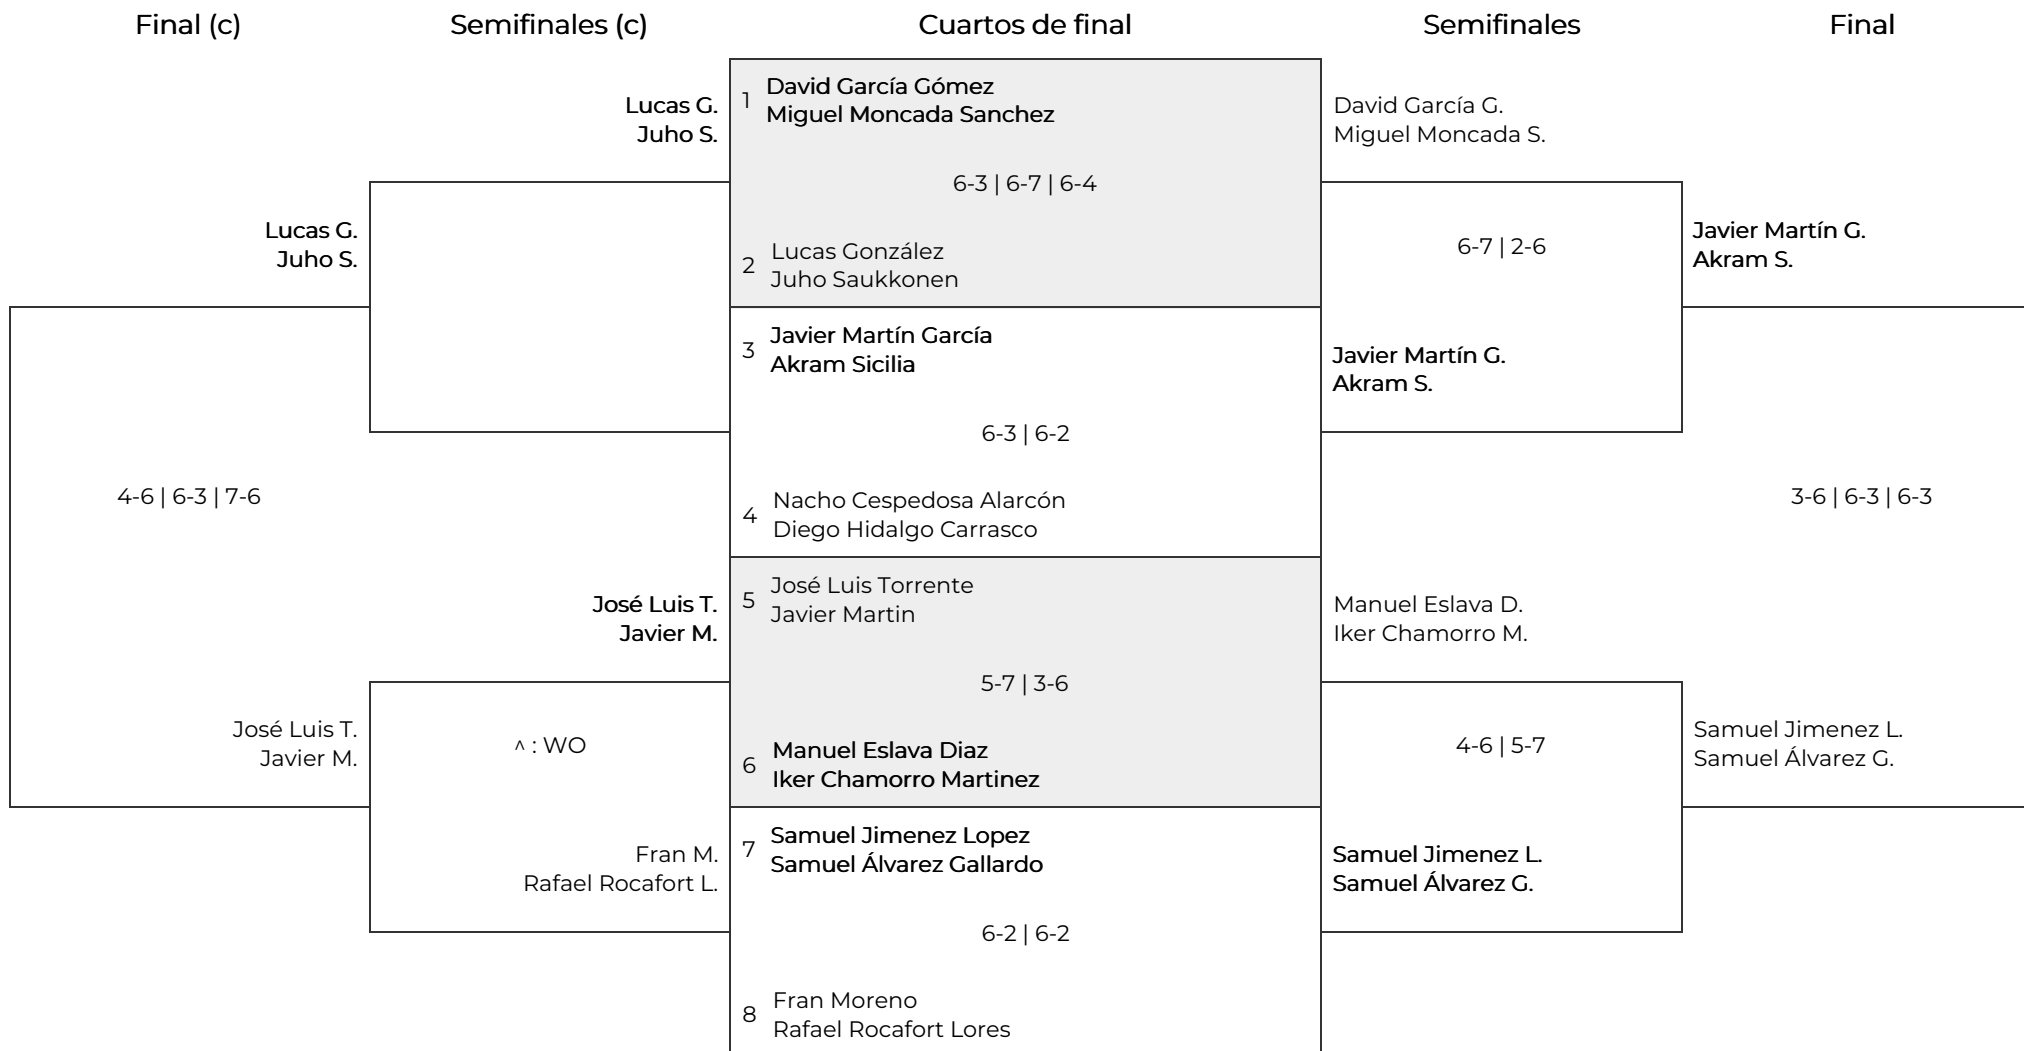 Final (c)
Semifinales (c)
Cuartos de final
Semifinales
Final
Lucas G.
Juho S.
Lucas G.
Juho S.
4-6 | 6-3 | 7-6
José Luis T.
Javier M.
José Luis T.
Javier M.
^ : WO
Fran M.
Rafael Rocafort L.
1
David García Gómez
Miguel Moncada Sanchez
6-3 | 6-7 | 6-4
2
Lucas González
Juho Saukkonen
3
Javier Martín García
Akram Sicilia
6-3 | 6-2
4
Nacho Cespedosa Alarcón
Diego Hidalgo Carrasco
5
José Luis Torrente
Javier Martin
5-7 | 3-6
6
Manuel Eslava Diaz
Iker Chamorro Martinez
7
Samuel Jimenez Lopez
Samuel Álvarez Gallardo
6-2 | 6-2
8
Fran Moreno
Rafael Rocafort Lores
David García G.
Miguel Moncada S.
6-7 | 2-6
Javier Martín G.
Akram S.
Manuel Eslava D.
Iker Chamorro M.
4-6 | 5-7
Samuel Jimenez L.
Samuel Álvarez G.
Javier Martín G.
Akram S.
3-6 | 6-3 | 6-3
Samuel Jimenez L.
Samuel Álvarez G.